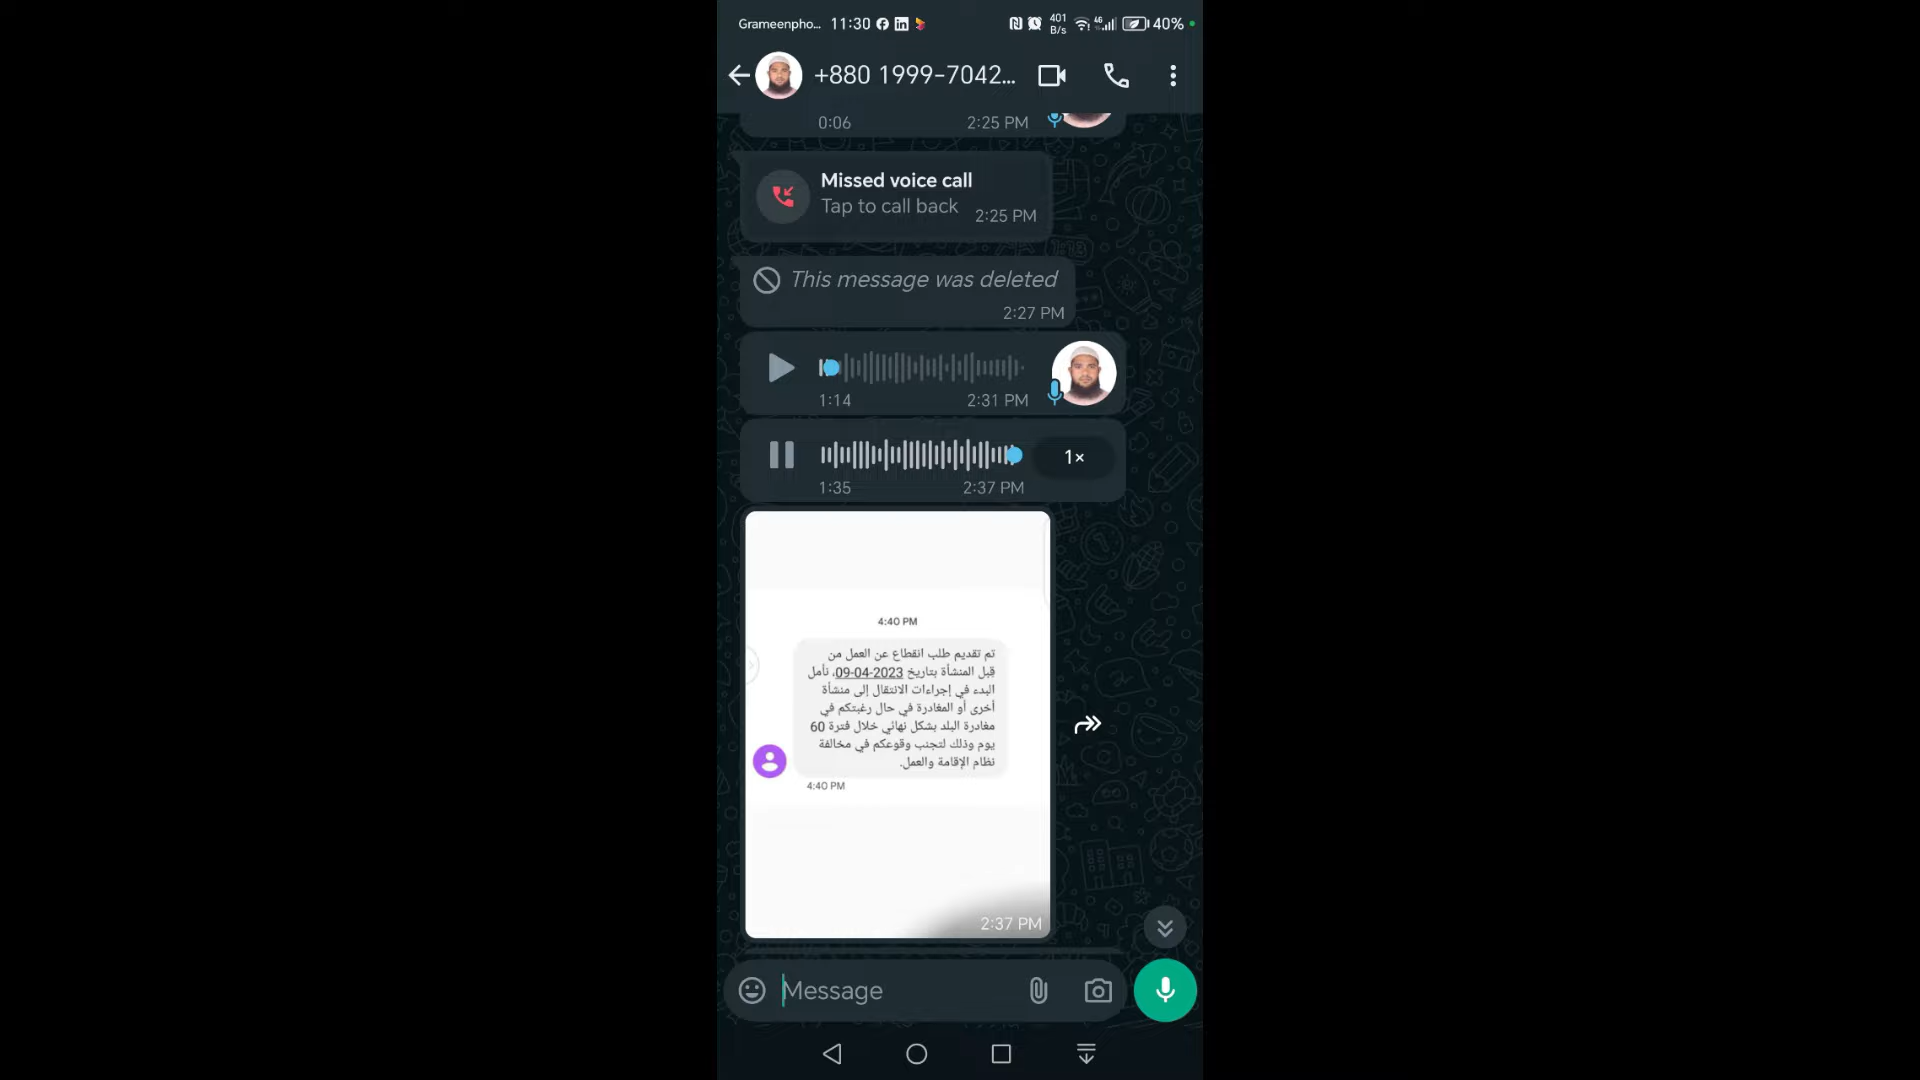 Grameenpho... 11:30 401 B/s 4G 40%
+880 1999-7042...
0:06 2:25 PM
Missed voice call
Tap to call back 2:25 PM
This message was deleted
2:27 PM
1:14 2:31 PM
1×
1:35 2:37 PM
4:40 PM
تم تقديم طلب انقطاع عن العمل من
قبل المنشأة بتاريخ 2023-04-09، نأمل
البدء في إجراءات الانتقال إلى منشأة
أخرى أو المغادرة في حال رغبتكم في
مغادرة البلد بشكل نهائي خلال فترة 60
يوم وذلك لتجنب وقوعكم في مخالفة
نظام الإقامة والعمل.
4:40 PM
2:37 PM
Message